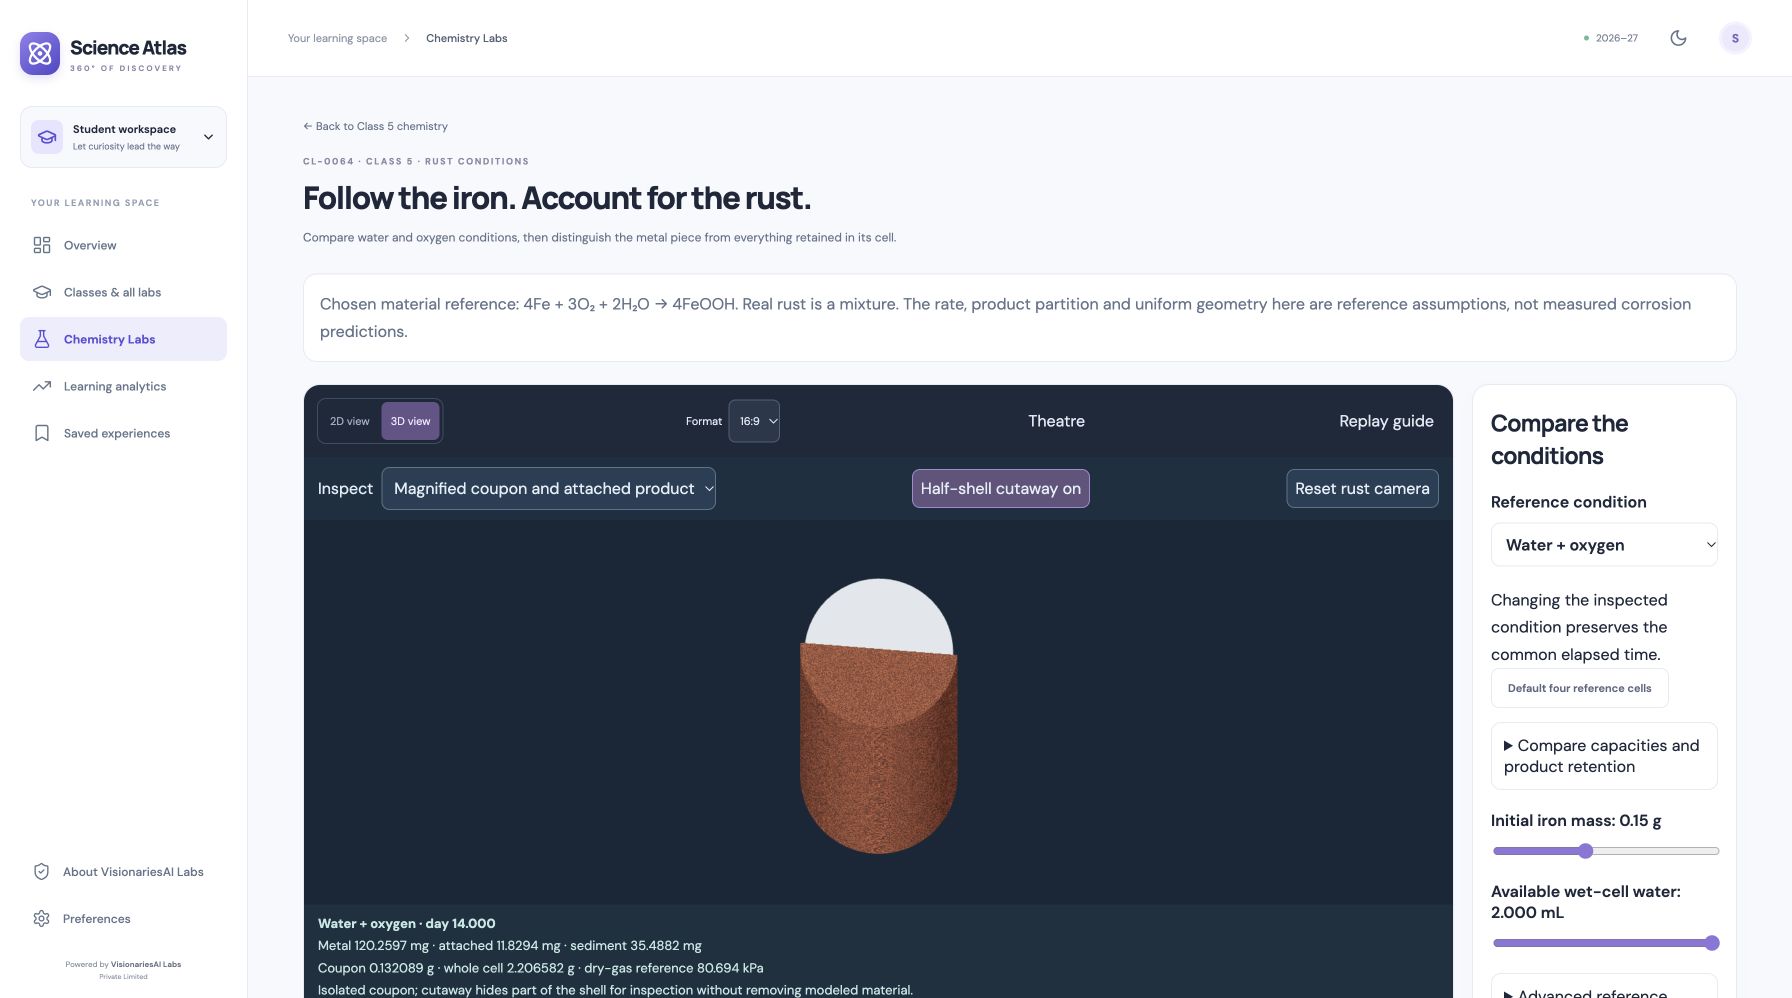 Science Atlas
360° OF DISCOVERY
Student workspace
Let curiosity lead the way
YOUR LEARNING SPACE
Overview
Classes & all labs
Chemistry Labs
Learning analytics
Saved experiences
About VisionariesAI Labs
Preferences
Powered by VisionariesAI Labs
Private Limited
Your learning space > Chemistry Labs
2026–27
S
← Back to Class 5 chemistry
CL-0064 · CLASS 5 · RUST CONDITIONS
Follow the iron. Account for the rust.
Compare water and oxygen conditions, then distinguish the metal piece from everything retained in its cell.
Chosen material reference: 4Fe + 3O₂ + 2H₂O → 4FeOOH. Real rust is a mixture. The rate, product partition and uniform geometry here are reference assumptions, not measured corrosion
predictions.
2D view 3D view Format 16:9 Theatre Replay guide
Inspect Magnified coupon and attached product Half-shell cutaway on Reset rust camera
Water + oxygen · day 14.000
Metal 120.2597 mg · attached 11.8294 mg · sediment 35.4882 mg
Coupon 0.132089 g · whole cell 2.206582 g · dry-gas reference 80.694 kPa
Isolated coupon; cutaway hides part of the shell for inspection without removing modeled material.
Compare the
conditions
Reference condition
Water + oxygen
Changing the inspected
condition preserves the
common elapsed time.
Default four reference cells
▶ Compare capacities and
product retention
Initial iron mass: 0.15 g
Available wet-cell water:
2.000 mL
▶ Advanced reference